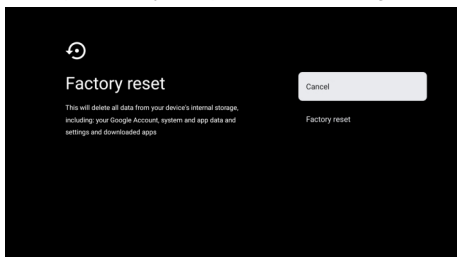 Factory reset
This will delete all data from your device's internal storage,
including: your Google Account, system and app data and
settings and downloaded apps
Cancel
Factory reset